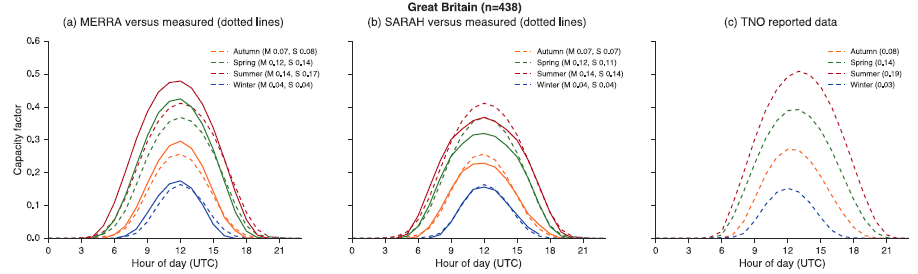 Great Britain (n=438)
(a) MERRA versus measured (dotted lines)
(b) SARAH versus measured (dotted lines)
(c) TNO reported data
Capacity factor
0.6
0.5
0.4
0.3
0.2
0.1
0.0
Autumn (M 0.07, S 0.08)
Spring (M 0.12, S 0.14)
Summer (M 0.14, S 0.17)
Winter (M 0.04, S 0.04)
0 3 6 9 12 15 18 21
Hour of day (UTC)
Autumn (M 0.07, S 0.07)
Spring (M 0.12, S 0.11)
Summer (M 0.14, S 0.14)
Winter (M 0.04, S 0.04)
0 3 6 9 12 15 18 21
Hour of day (UTC)
Autumn (0.08)
Spring (0.14)
Summer (0.19)
Winter (0.03)
0 3 6 9 12 15 18 21
Hour of day (UTC)